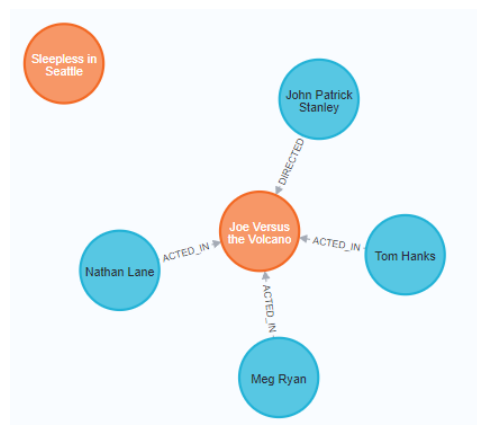 Sleepless in
Seattle
John Patrick
Stanley
DIRECTED
Joe Versus
the Volcano
ACTED_IN
Nathan Lane
ACTED_IN
Tom Hanks
ACTED_IN
Meg Ryan